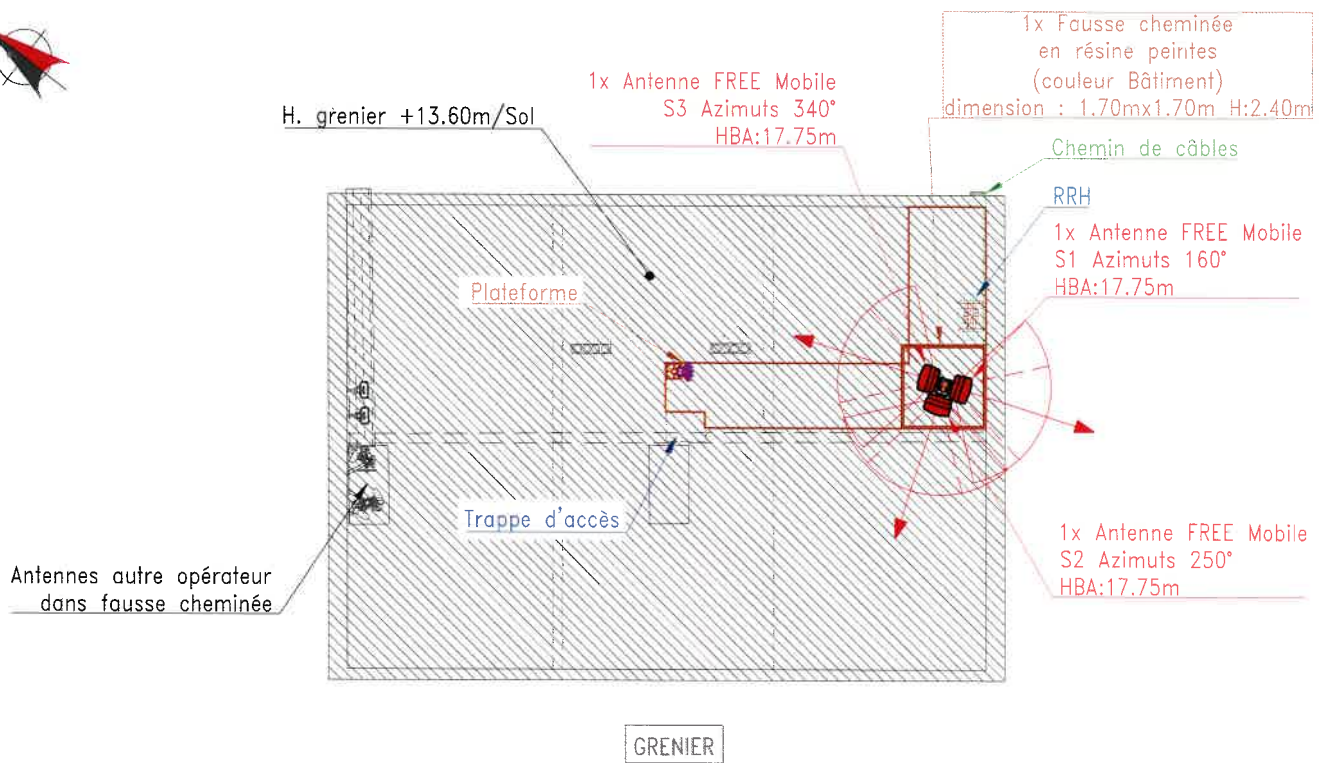 1x Fausse cheminée
en résine peintes
(couleur Bâtiment)
dimension : 1.70mx1.70m H:2.40m
1x Antenne FREE Mobile
S3 Azimuts 340°
HBA:17.75m
H. grenier +13.60m/Sol
Chemin de câbles
RRH
1x Antenne FREE Mobile
S1 Azimuts 160°
HBA:17.75m
Plateforme
Trappe d'accès
1x Antenne FREE Mobile
S2 Azimuts 250°
HBA:17.75m
Antennes autre opérateur
dans fausse cheminée
GRENIER